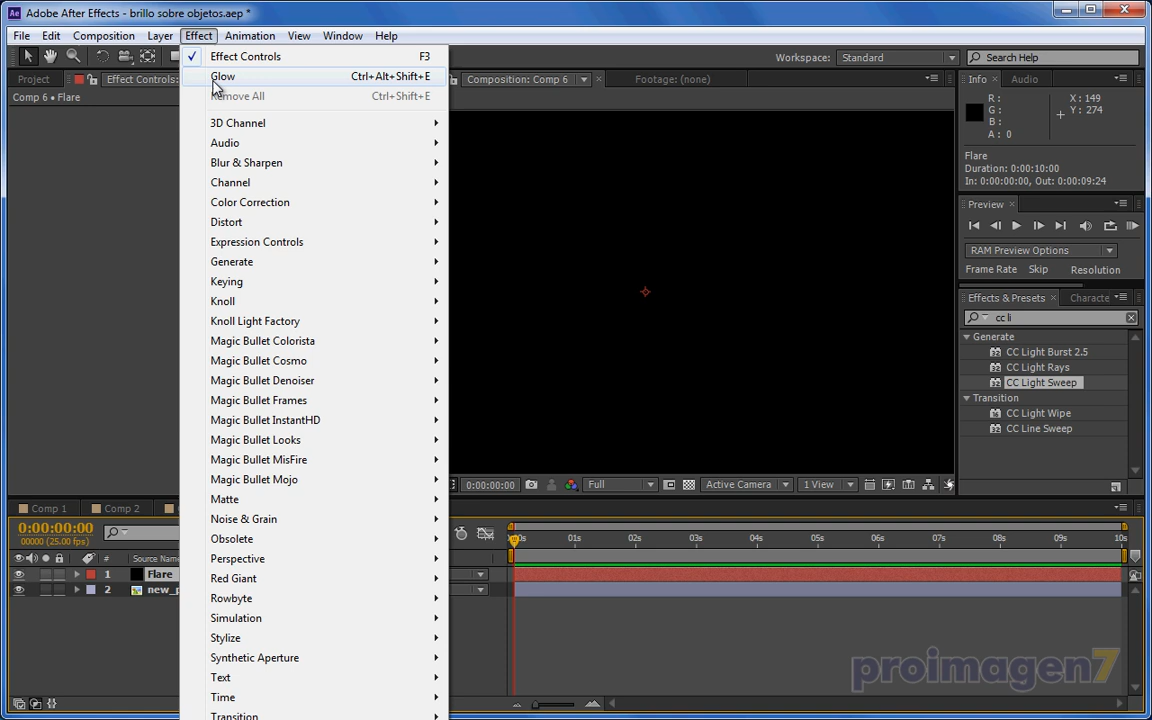 Adobe After Effects - brillo sobre objetos.aep *
File Edit Composition Layer Effect Animation View Window Help
Workspace: Standard Search Help
Project Effect Controls: Composition: Comp 6 Footage: (none)
Comp 6 • Flare
Effect Controls F3
Glow Ctrl+Alt+Shift+E
Remove All Ctrl+Shift+E
3D Channel
Audio
Blur & Sharpen
Channel
Color Correction
Distort
Expression Controls
Generate
Keying
Knoll
Knoll Light Factory
Magic Bullet Colorista
Magic Bullet Cosmo
Magic Bullet Denoiser
Magic Bullet Frames
Magic Bullet InstantHD
Magic Bullet Looks
Magic Bullet MisFire
Magic Bullet Mojo
Matte
Noise & Grain
Obsolete
Perspective
Red Giant
Rowbyte
Simulation
Stylize
Synthetic Aperture
Text
Time
Transition
Info Audio
R: X: 149
G: Y: 274
B:
A: 0
Flare
Duration: 0:00:10:00
In: 0:00:00:00, Out: 0:00:09:24
Preview
RAM Preview Options
Frame Rate Skip Resolution
Effects & Presets Characte
cc li
Generate
CC Light Burst 2.5
CC Light Rays
CC Light Sweep
Transition
CC Light Wipe
CC Line Sweep
0:00:00:00 Full Active Camera 1 View
Comp 1 Comp 2
0:00:00:00
00000 (25.00 fps)
# Source Name
1 Flare
2 new_p
00s 01s 02s 03s 04s 05s 06s 07s 08s 09s 10s
proimagen7